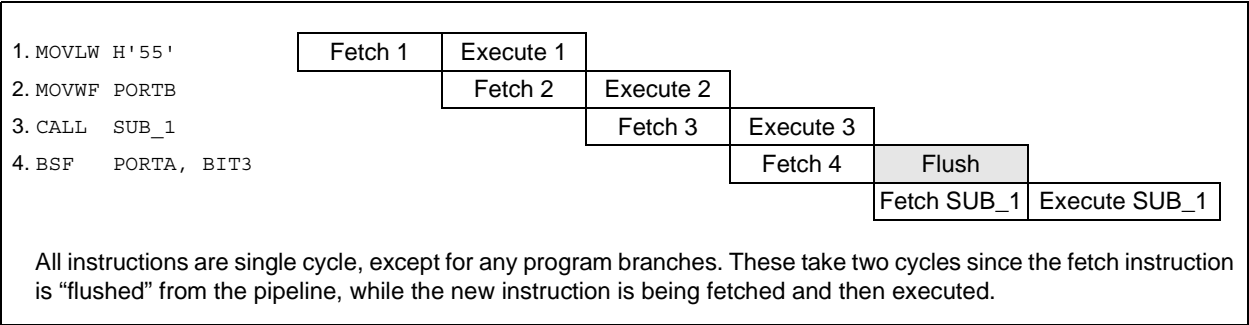 1. MOVLW H'55' Fetch 1 Execute 1
2. MOVWF PORTB Fetch 2 Execute 2
3. CALL SUB_1 Fetch 3 Execute 3
4. BSF PORTA, BIT3 Fetch 4 Flush
Fetch SUB_1 Execute SUB_1
All instructions are single cycle, except for any program branches. These take two cycles since the fetch instruction
is “flushed” from the pipeline, while the new instruction is being fetched and then executed.